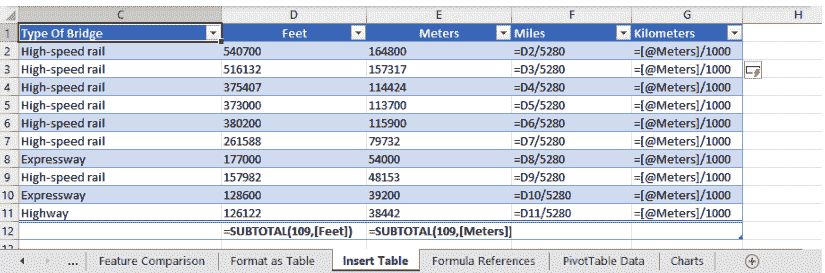 C D E F G H
1 Type Of Bridge Feet Meters Miles Kilometers
2 High-speed rail 540700 164800 =D2/5280 =[@Meters]/1000
3 High-speed rail 516132 157317 =D3/5280 =[@Meters]/1000
4 High-speed rail 375407 114424 =D4/5280 =[@Meters]/1000
5 High-speed rail 373000 113700 =D5/5280 =[@Meters]/1000
6 High-speed rail 380200 115900 =D6/5280 =[@Meters]/1000
7 High-speed rail 261588 79732 =D7/5280 =[@Meters]/1000
8 Expressway 177000 54000 =D8/5280 =[@Meters]/1000
9 High-speed rail 157982 48153 =D9/5280 =[@Meters]/1000
10 Expressway 128600 39200 =D10/5280 =[@Meters]/1000
11 Highway 126122 38442 =D11/5280 =[@Meters]/1000
12 =SUBTOTAL(109,[Feet]) =SUBTOTAL(109,[Meters])
... Feature Comparison Format as Table Insert Table Formula References PivotTable Data Charts